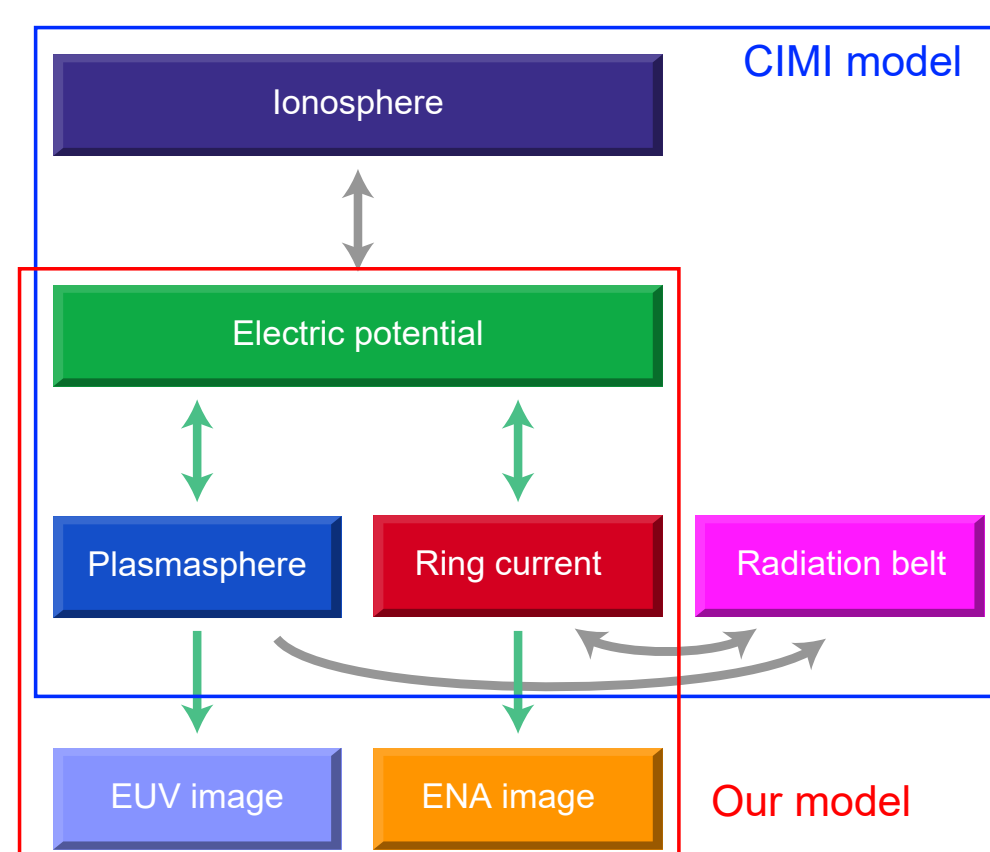 CIMI model
Ionosphere
Electric potential
Plasmasphere
Ring current
Radiation belt
EUV image
ENA image
Our model